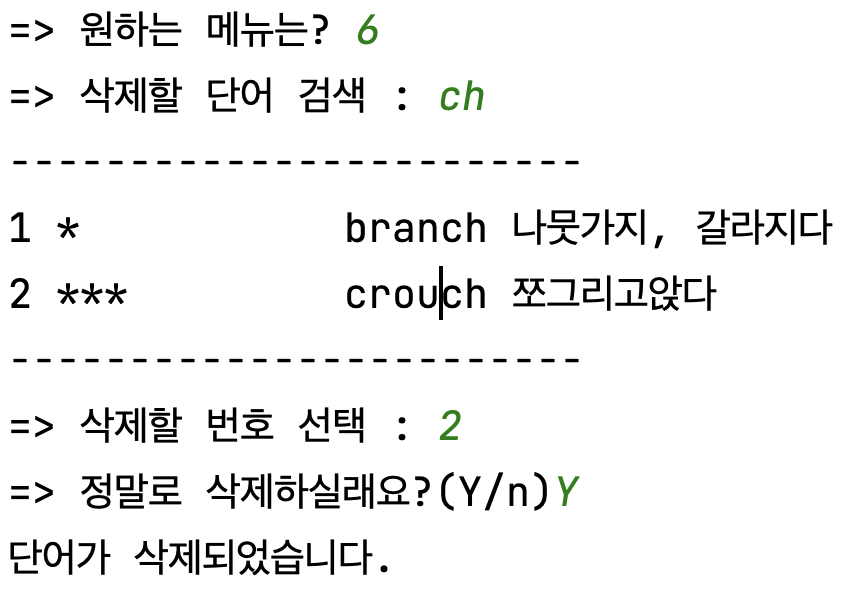 => 원하는 메뉴는? 6
=> 삭제할 단어 검색 : ch
------------------------
1 *           branch 나뭇가지, 갈라지다
2 ***         crouch 쪼그리고앉다
------------------------
=> 삭제할 번호 선택 : 2
=> 정말로 삭제하실래요?(Y/n)Y
단어가 삭제되었습니다.